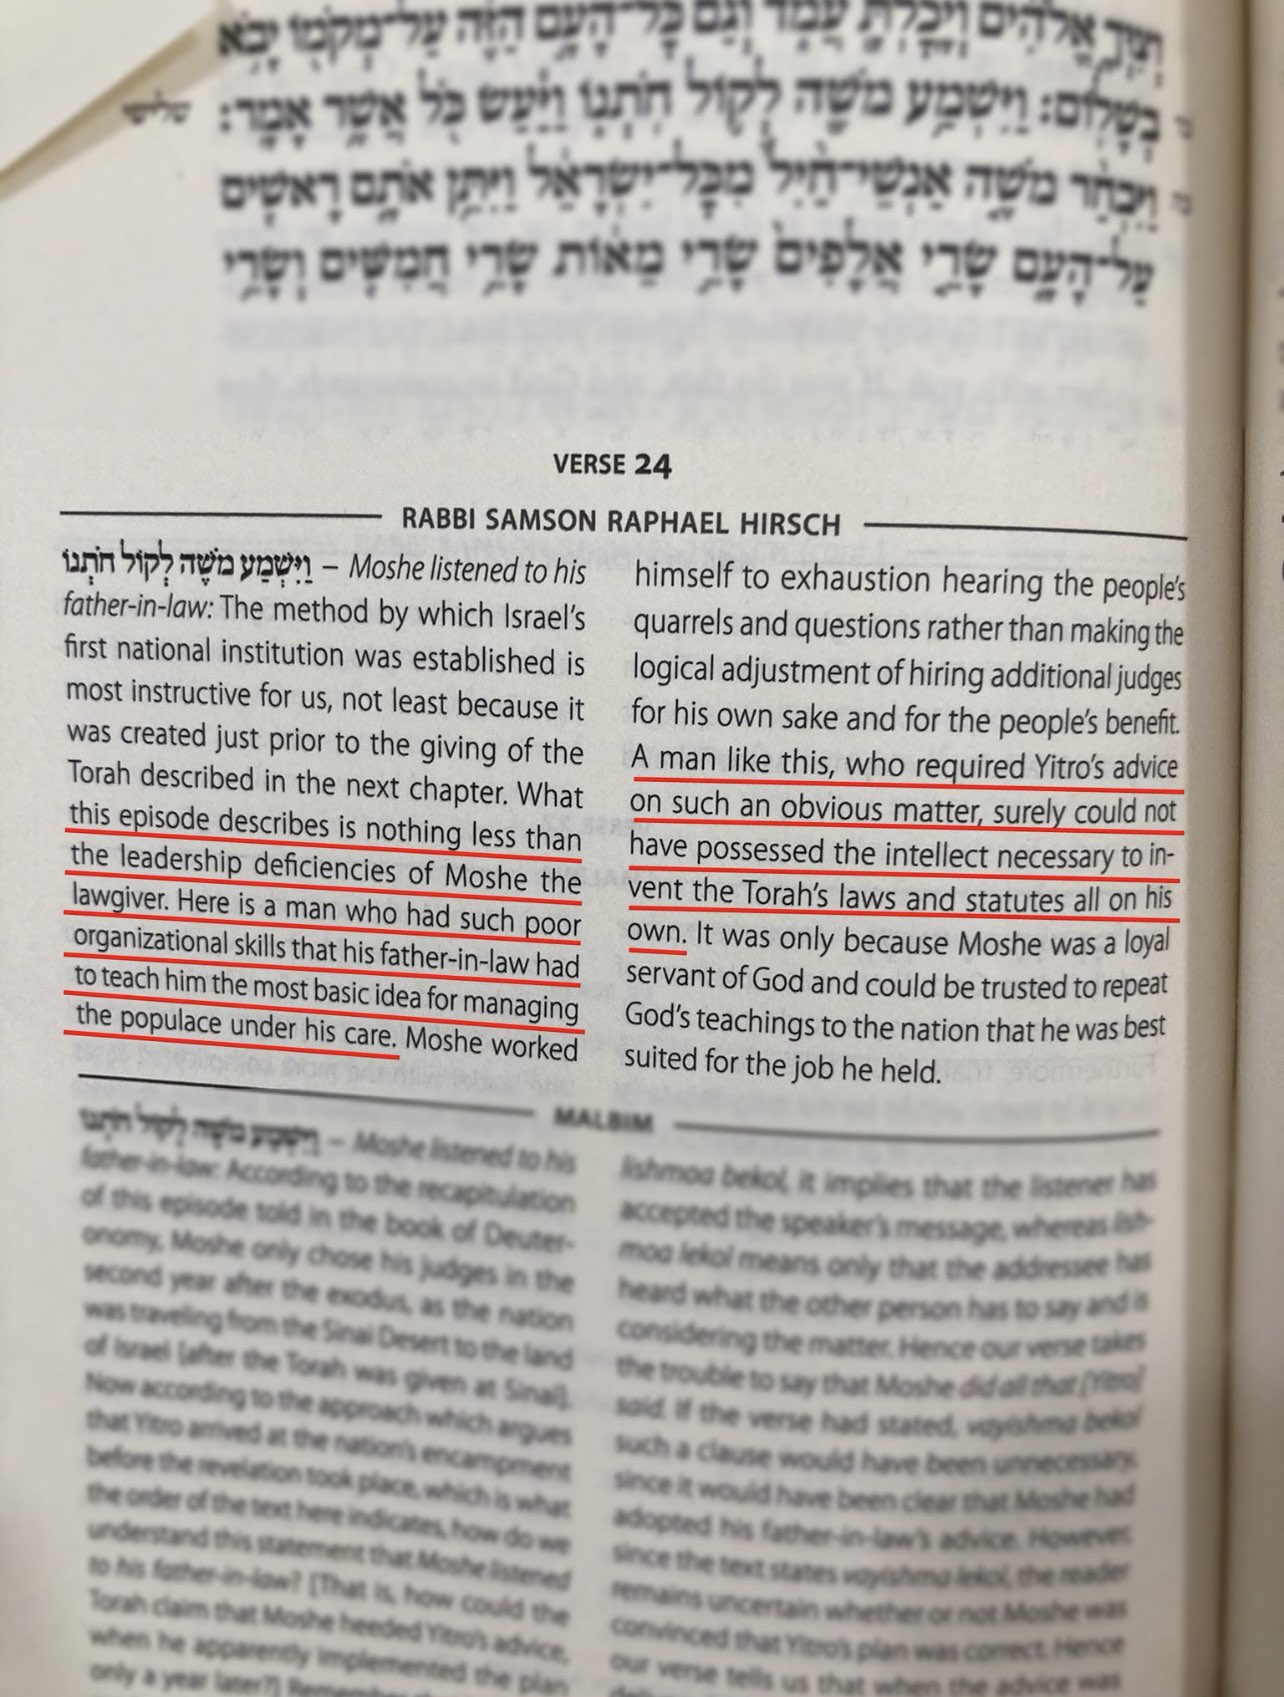 וְצִוְּךָ אֱלֹהִים וְיָכָלְתָּ עֲמֹד וְגַם כָּל־הָעָם הַזֶּה עַל־מְקֹמוֹ יָבֹא
בְשָׁלוֹם: וַיִּשְׁמַע מֹשֶׁה לְקוֹל חֹתְנוֹ וַיַּעַשׂ כֹּל אֲשֶׁר אָמָר:
שלישי
וַיִּבְחַר מֹשֶׁה אַנְשֵׁי־חַיִל מִכָּל־יִשְׂרָאֵל וַיִּתֵּן אֹתָם רָאשִׁים
עַל־הָעָם שָׂרֵי אֲלָפִים שָׂרֵי מֵאוֹת שָׂרֵי חֲמִשִּׁים וְשָׂרֵי
VERSE 24
RABBI SAMSON RAPHAEL HIRSCH
וַיִּשְׁמַע מֹשֶׁה לְקוֹל חֹתְנוֹ – Moshe listened to his
father-in-law: The method by which Israel's
first national institution was established is
most instructive for us, not least because it
was created just prior to the giving of the
Torah described in the next chapter. What
this episode describes is nothing less than
the leadership deficiencies of Moshe the
lawgiver. Here is a man who had such poor
organizational skills that his father-in-law had
to teach him the most basic idea for managing
the populace under his care. Moshe worked
himself to exhaustion hearing the people's
quarrels and questions rather than making the
logical adjustment of hiring additional judges
for his own sake and for the people's benefit.
A man like this, who required Yitro's advice
on such an obvious matter, surely could not
have possessed the intellect necessary to in-
vent the Torah's laws and statutes all on his
own. It was only because Moshe was a loyal
servant of God and could be trusted to repeat
God's teachings to the nation that he was best
suited for the job he held.
MALBIM
וַיִּשְׁמַע מֹשֶׁה לְקוֹל חֹתְנוֹ – Moshe listened to his
father-in-law: According to the recapitulation
of this episode told in the book of Deuter-
onomy, Moshe only chose his judges in the
second year after the exodus, as the nation
was traveling from the Sinai Desert to the land
of Israel (after the Torah was given at Sinai).
Now according to the approach which argues
that Yitro arrived at the nation's encampment
before the revelation took place, which is what
the order of the text here indicates, how do we
understand this statement that Moshe listened
to his father-in-law? (That is, how could the
Torah claim that Moshe heeded Yitro's advice,
when he apparently implemented the plan
only a year later?) Remember
lishmoa bekol, it implies that the listener has
accepted the speaker's message, whereas lish-
moa lekol means only that the addressee has
heard what the other person has to say and is
considering the matter. Hence our verse takes
the trouble to say that Moshe did all that [Yitro]
said. If the verse had stated, vayishma bekol
such a clause would have been unnecessary,
since it would have been clear that Moshe had
adopted his father-in-law's advice. However,
since the text states vayishma lekol, the reader
remains uncertain whether or not Moshe was
convinced that Yitro's plan was correct. Hence
our verse tells us that when the advice was